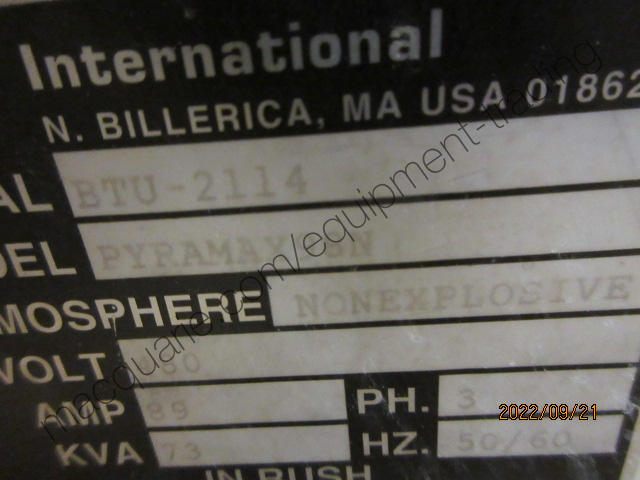 International
N. BILLERICA, MA USA 01862
AL BTU-2114
DEL PYRAMAX
MOSPHERE NONEXPLOSIVE
VOLT
AMP 89 PH. 3
KVA 73 HZ. 50/60
IN RUSH
2022/09/21
macquarie.com/equipment-trading